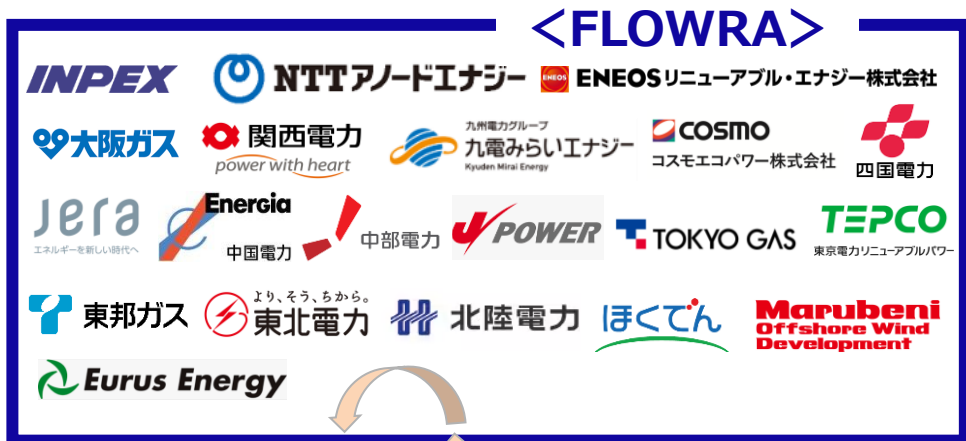 ＜FLOWRA＞
INPEX
NTTアノードエナジー
ENEOS
ENEOSリニューアブル・エナジー株式会社
大阪ガス
関西電力
power with heart
九州電力グループ
九電みらいエナジー
Kyuden Mirai Energy
COSMO
コスモエコパワー株式会社
四国電力
Jera
エネルギーを新しい時代へ
Energia
中国電力
中部電力
POWER
TOKYO GAS
TEPCO
東京電力リニューアブルパワー
東邦ガス
より、そう、ちから。
東北電力
北陸電力
ほくでん
Marubeni
Offshore Wind
Development
Eurus Energy